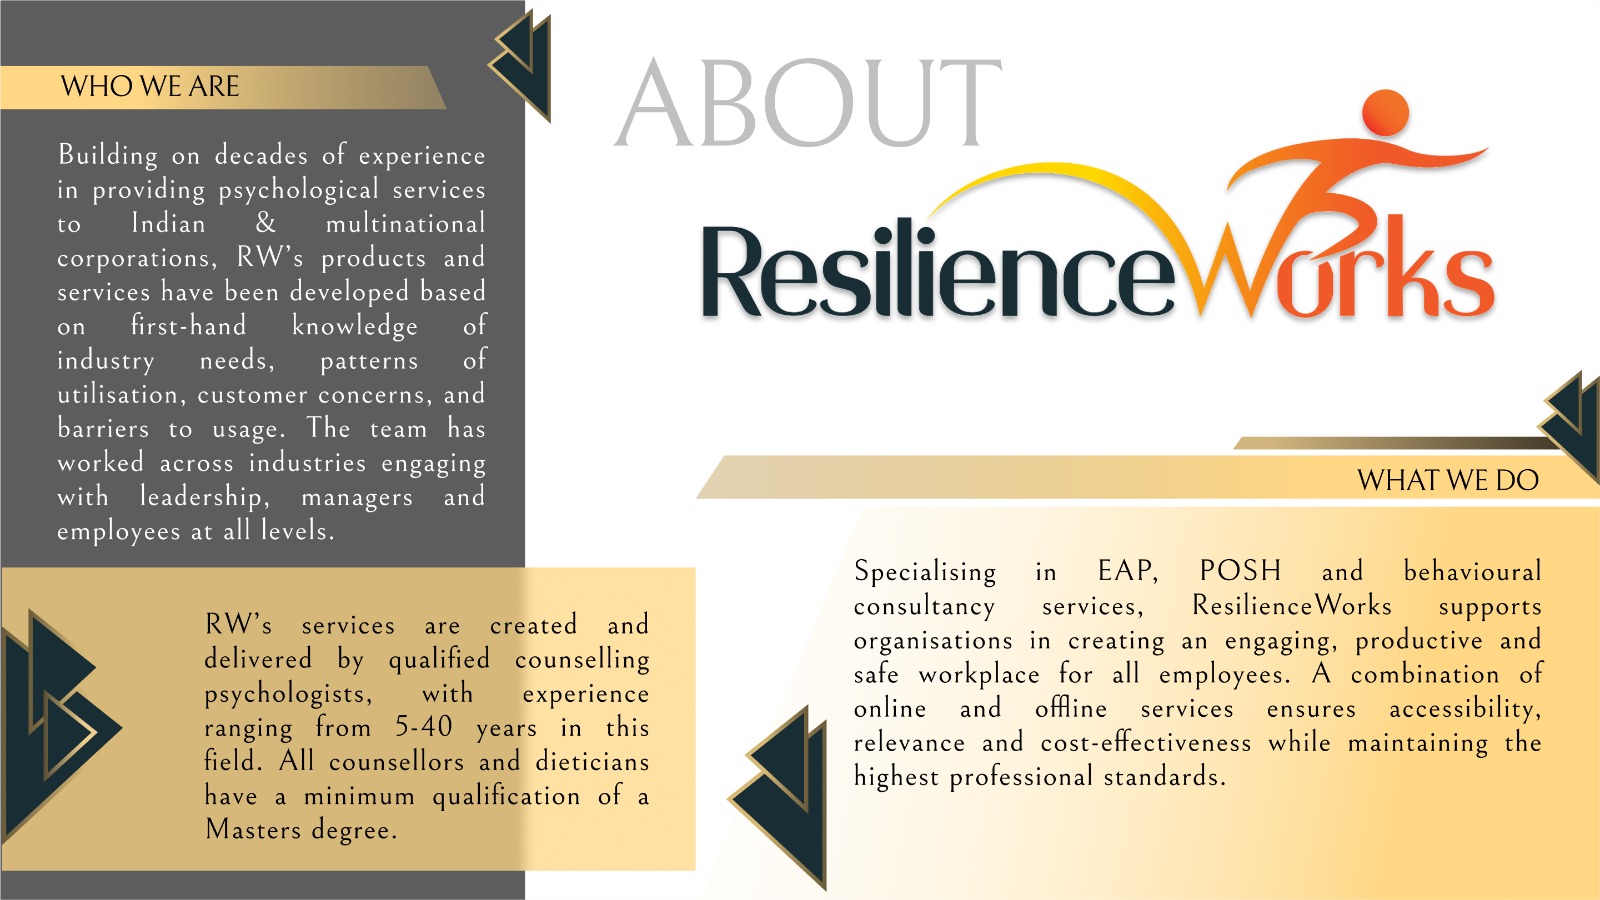 WHO WE ARE
Building on decades of experience
in providing psychological services
to Indian & multinational
corporations, RW's products and
services have been developed based
on first-hand knowledge of
industry needs, patterns of
utilisation, customer concerns, and
barriers to usage. The team has
worked across industries engaging
with leadership, managers and
employees at all levels.
RW's services are created and
delivered by qualified counselling
psychologists, with experience
ranging from 5-40 years in this
field. All counsellors and dieticians
have a minimum qualification of a
Masters degree.
ABOUT
ResilienceWorks
WHAT WE DO
Specialising in EAP, POSH and behavioural
consultancy services, ResilienceWorks supports
organisations in creating an engaging, productive and
safe workplace for all employees. A combination of
online and offline services ensures accessibility,
relevance and cost-effectiveness while maintaining the
highest professional standards.